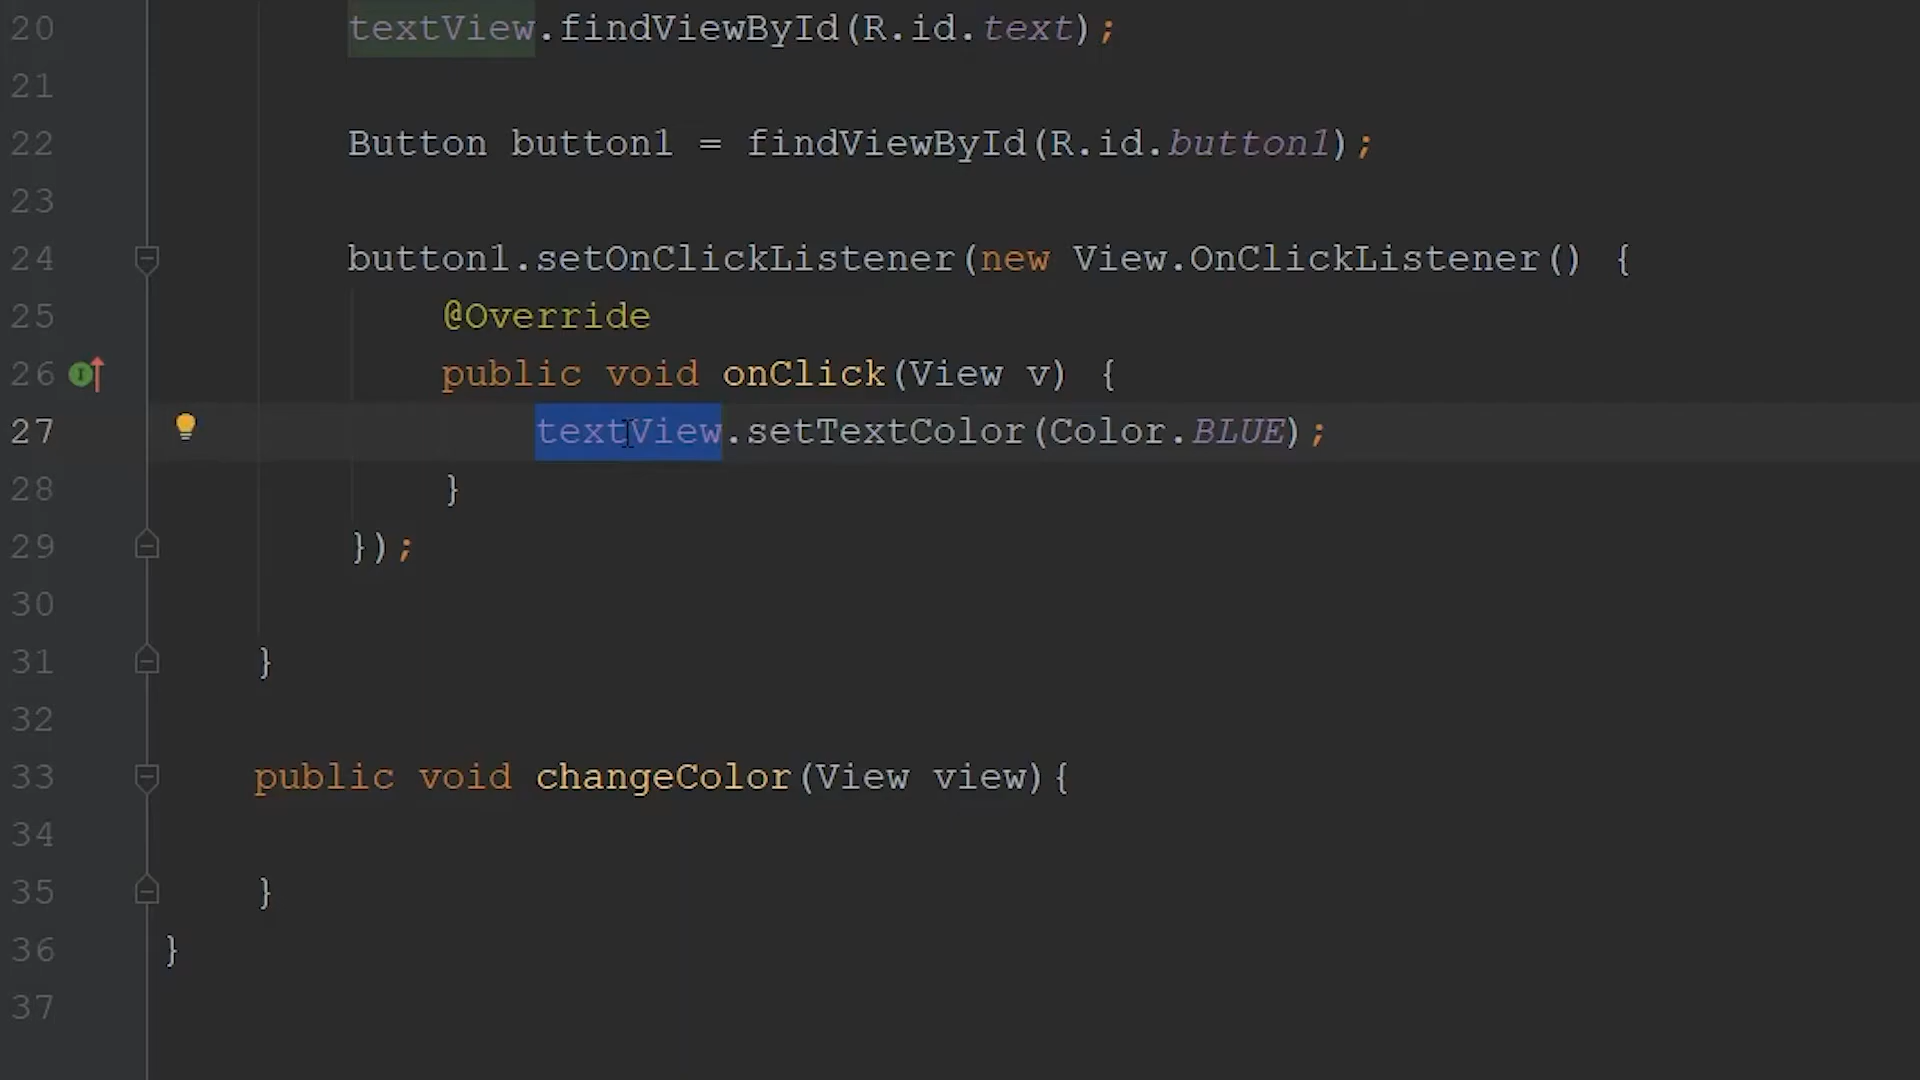 20 textView.findViewById(R.id.text);
21
22 Button button1 = findViewById(R.id.button1);
23
24 button1.setOnClickListener(new View.OnClickListener() {
25 @Override
26 public void onClick(View v) {
27 textView.setTextColor(Color.BLUE);
28 }
29 });
30
31 }
32
33 public void changeColor(View view){
34
35 }
36 }
37